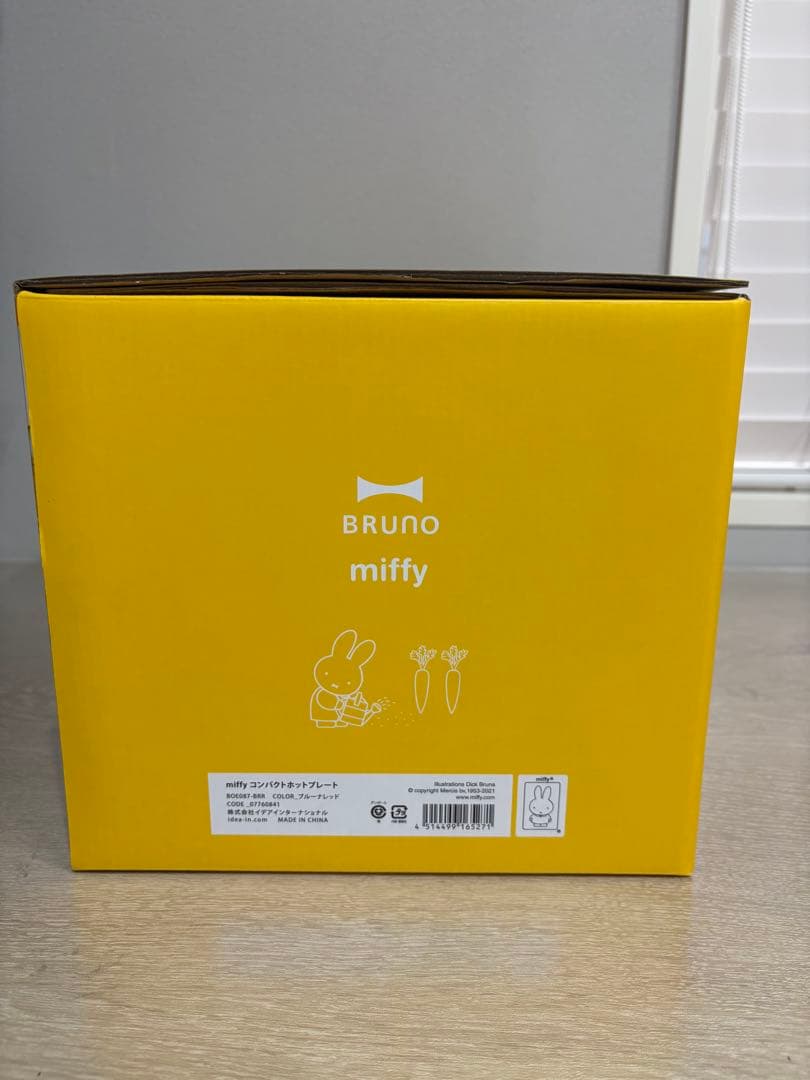 BRUNO
miffy
miffy コンパクトホットプレート
BOE087-BRR COLOR_ブルーナレッド
CODE _07760841
株式会社イデアインターナショナル
idea-in.com MADE IN CHINA
Illustrations Dick Bruna
© copyright Mercis bv,1953-2021
www.miffy.com
4 514499 165271
miffy®